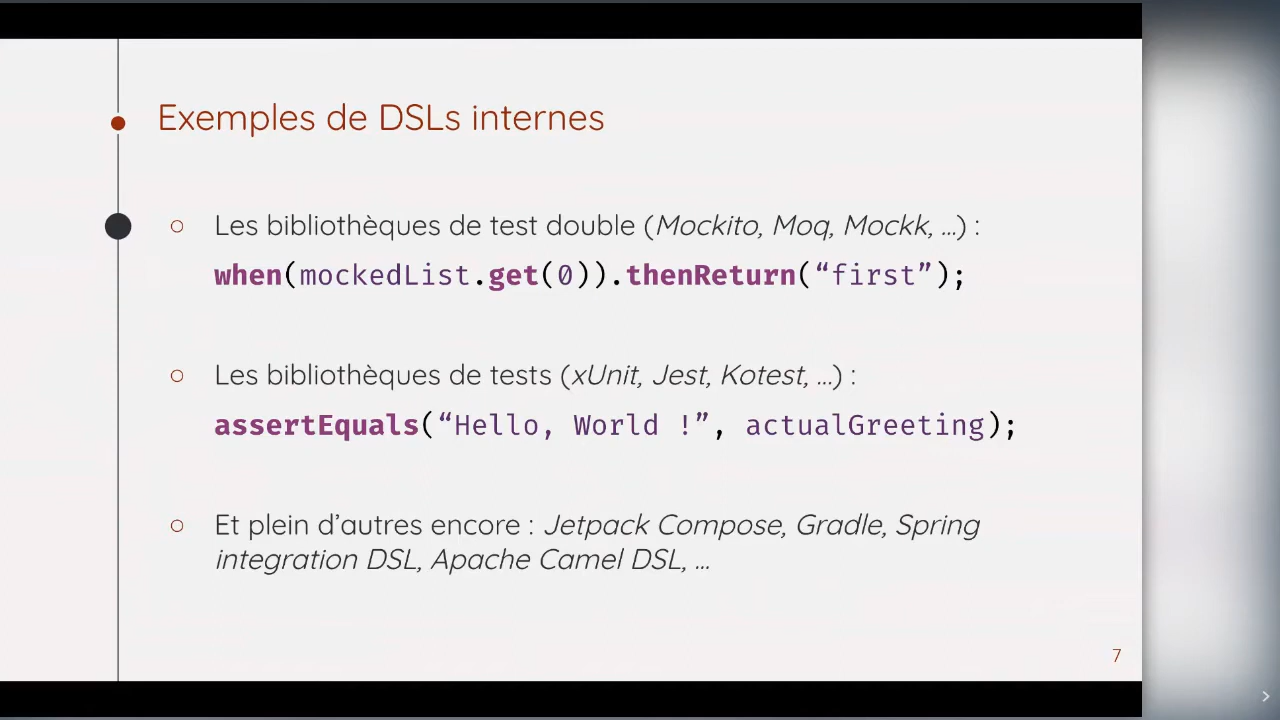 Exemples de DSLs internes
○ Les bibliothèques de test double (Mockito, Moq, Mockk, ...) :
when(mockedList.get(0)).thenReturn(“first”);
○ Les bibliothèques de tests (xUnit, Jest, Kotest, ...) :
assertEquals(“Hello, World !”, actualGreeting);
○ Et plein d’autres encore : Jetpack Compose, Gradle, Spring
integration DSL, Apache Camel DSL, ...
7